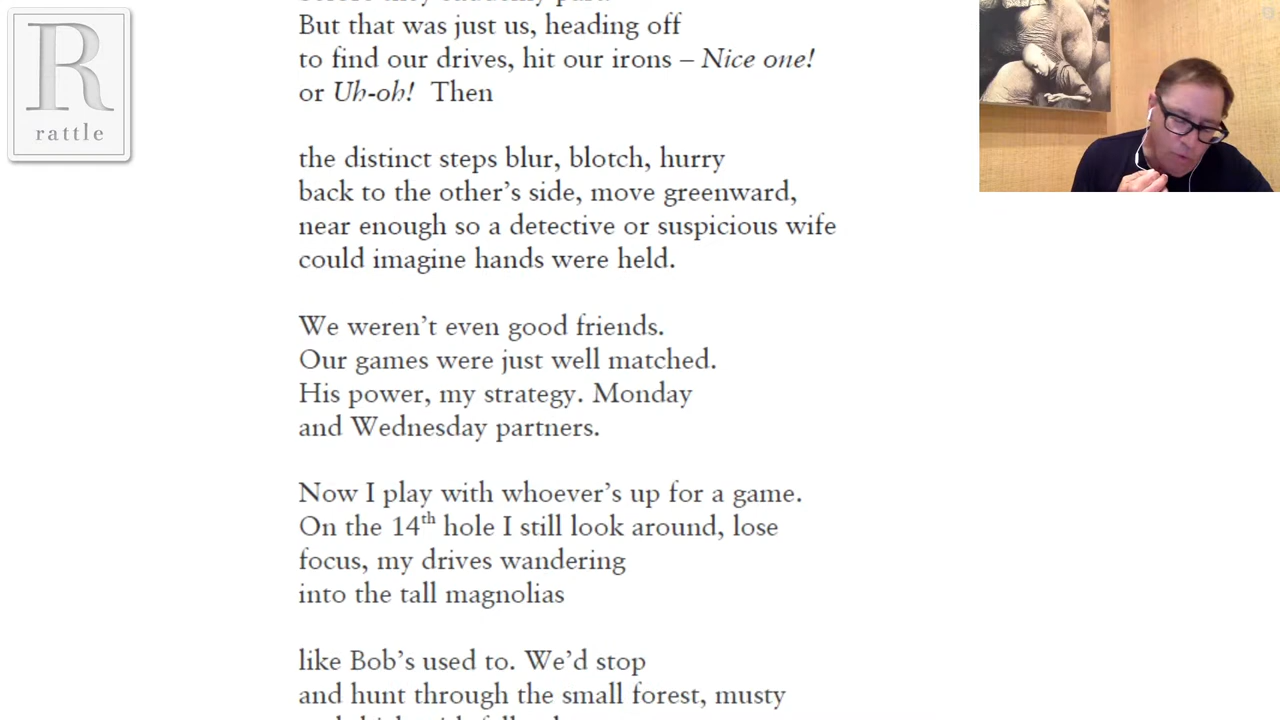 R
rattle
But that was just us, heading off
to find our drives, hit our irons – Nice one!
or Uh-oh!  Then
the distinct steps blur, blotch, hurry
back to the other’s side, move greenward,
near enough so a detective or suspicious wife
could imagine hands were held.
We weren’t even good friends.
Our games were just well matched.
His power, my strategy. Monday
and Wednesday partners.
Now I play with whoever’s up for a game.
On the 14th hole I still look around, lose
focus, my drives wandering
into the tall magnolias
like Bob’s used to. We’d stop
and hunt through the small forest, musty